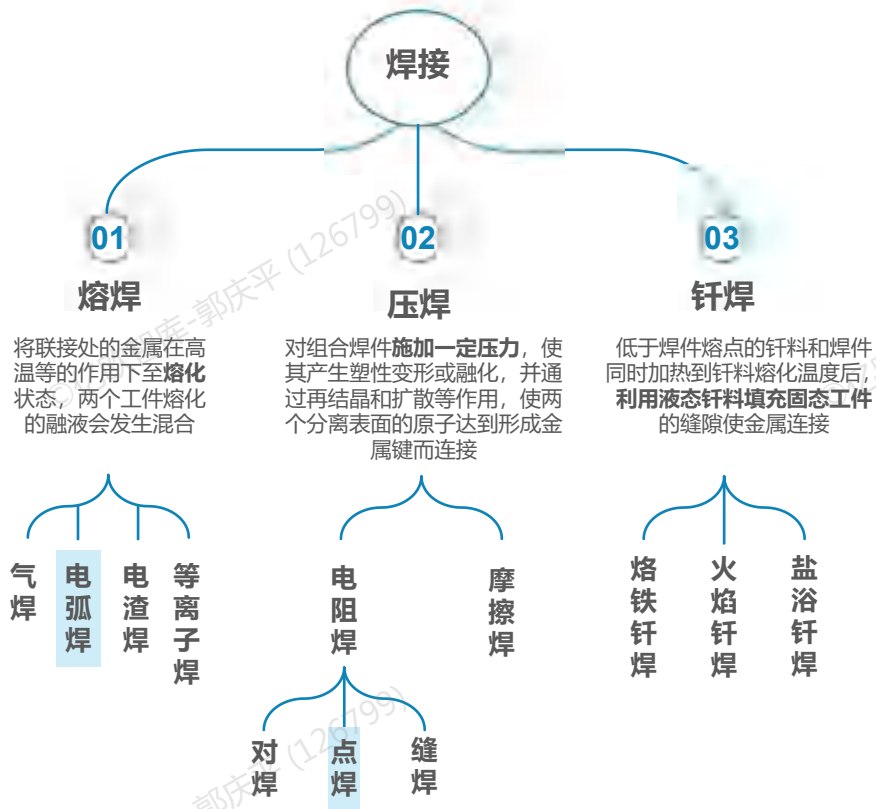 焊接
01
熔焊
将联接处的金属在高
温等的作用下至熔化
状态，两个工件熔化
的融液会发生混合
气焊
电弧焊
电渣焊
等离子焊
02
压焊
对组合焊件施加一定压力，使
其产生塑性变形或融化，并通
过再结晶和扩散等作用，使两
个分离表面的原子达到形成金
属键而连接
电阻焊
摩擦焊
对焊
点焊
缝焊
03
钎焊
低于焊件熔点的钎料和焊件
同时加热到钎料熔化温度后，
利用液态钎料填充固态工件
的缝隙使金属连接
烙铁钎焊
火焰钎焊
盐浴钎焊
郭庆平 (126799)
郭庆平 (126799)